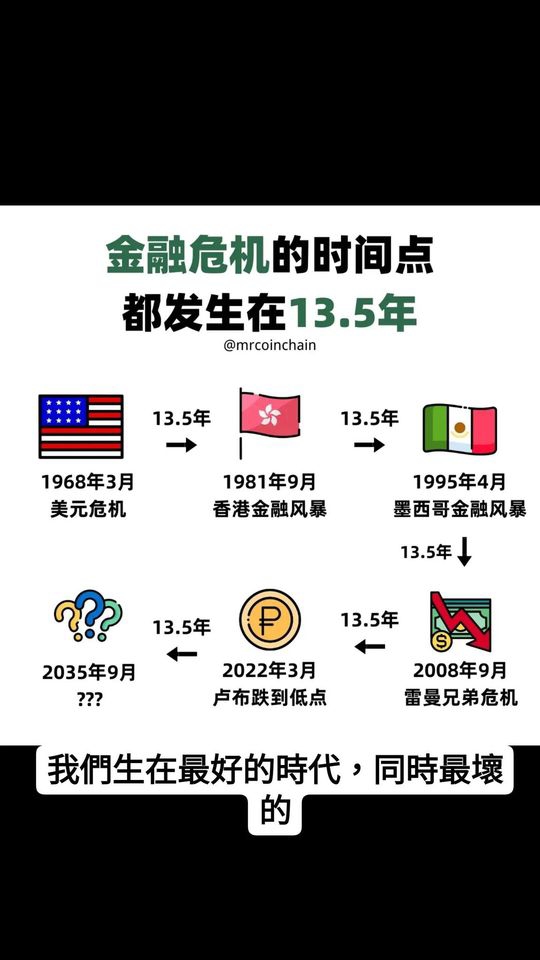 金融危机的时间点
都发生在13.5年
@mrcoinchain
13.5年
13.5年
1968年3月
美元危机
1981年9月
香港金融风暴
1995年4月
墨西哥金融风暴
13.5年
13.5年
13.5年
2035年9月
???
2022年3月
卢布跌到低点
2008年9月
雷曼兄弟危机
我們生在最好的時代，同時最壞
的